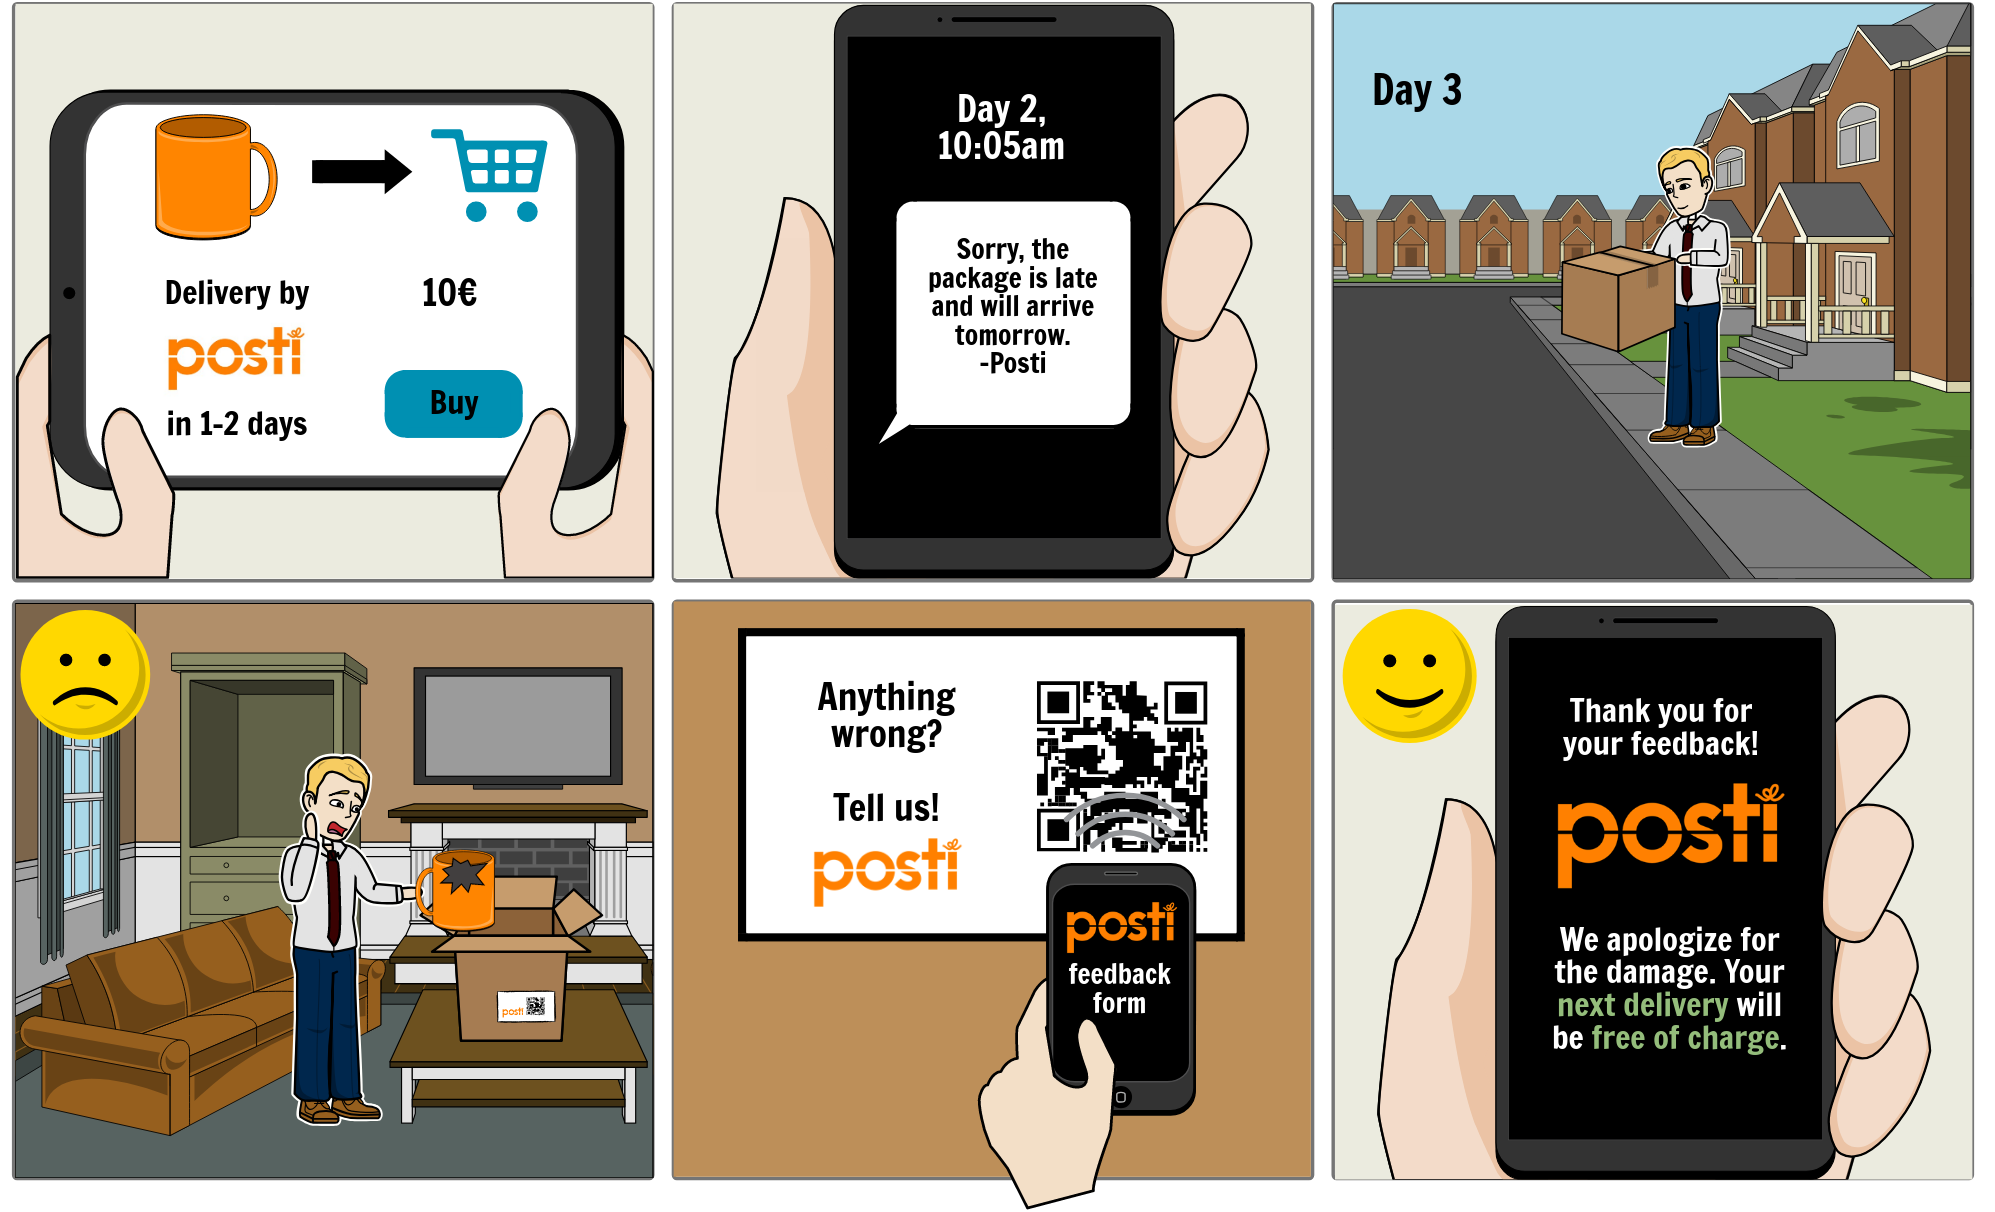 Delivery by
10€
posti
in 1-2 days
Buy
Day 2,
10:05am
Sorry, the
package is late
and will arrive
tomorrow.
-Posti
Day 3
posti
Anything
wrong?
Tell us!
posti
posti
feedback
form
Thank you for
your feedback!
posti
We apologize for
the damage. Your
next delivery will
be free of charge.